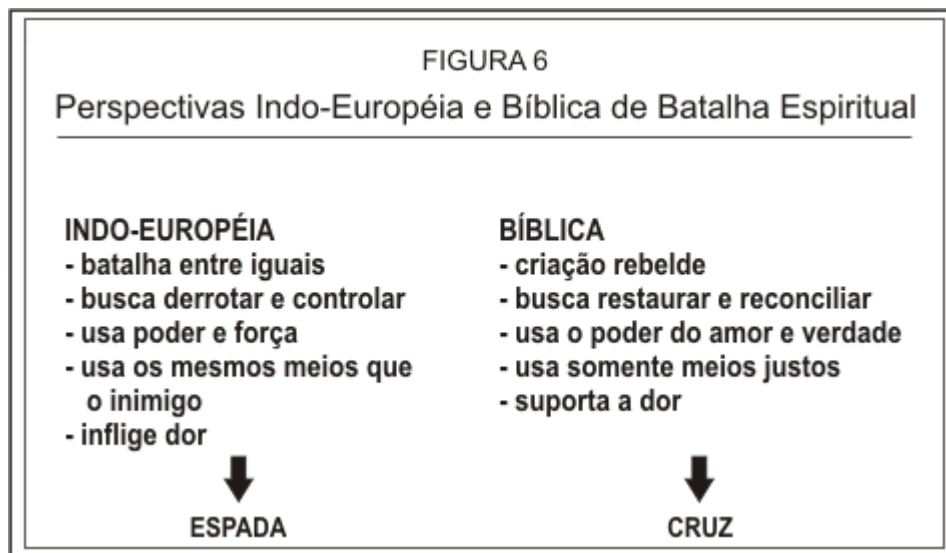 FIGURA 6
Perspectivas Indo-Européia e Bíblica de Batalha Espiritual
INDO-EUROPÉIA
- batalha entre iguais
- busca derrotar e controlar
- usa poder e força
- usa os mesmos meios que
o inimigo
- inflige dor
ESPADA
BÍBLICA
- criação rebelde
- busca restaurar e reconciliar
- usa o poder do amor e verdade
- usa somente meios justos
- suporta a dor
CRUZ